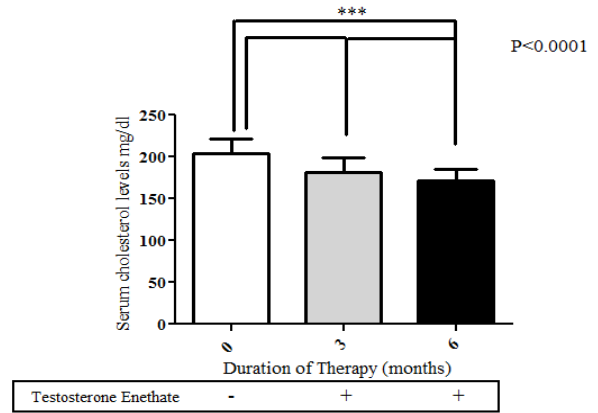 ***
P<0.0001
Serum cholesterol levels mg/dl
250
200
150
100
50
0
0 3 6
Duration of Therapy (months)
Testosterone Enethate - + +